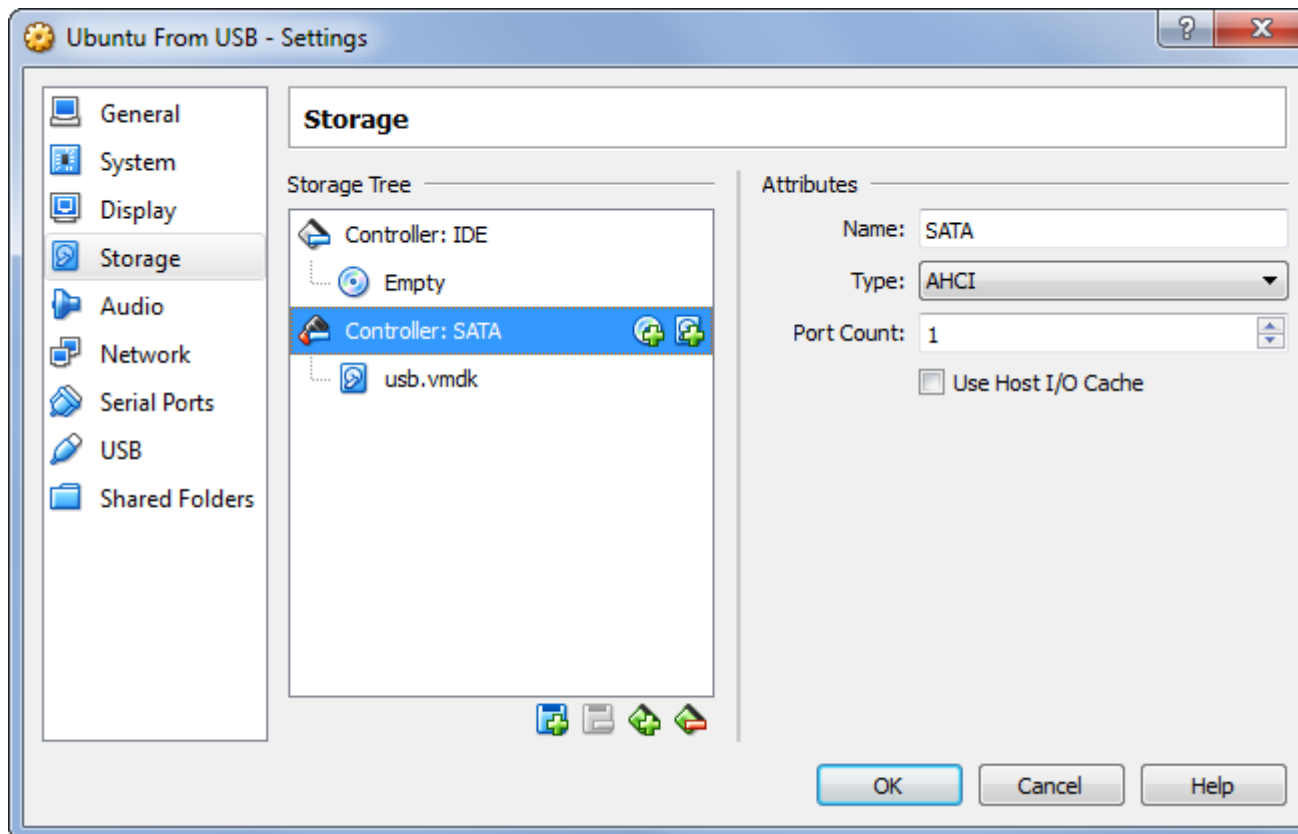 Ubuntu From USB - Settings
?
General
System
Display
Storage
Audio
Network
Serial Ports
USB
Shared Folders
Storage
Storage Tree
Controller: IDE
Empty
Controller: SATA
usb.vmdk
Attributes
Name: SATA
Type: AHCI
Port Count: 1
Use Host I/O Cache
OK
Cancel
Help